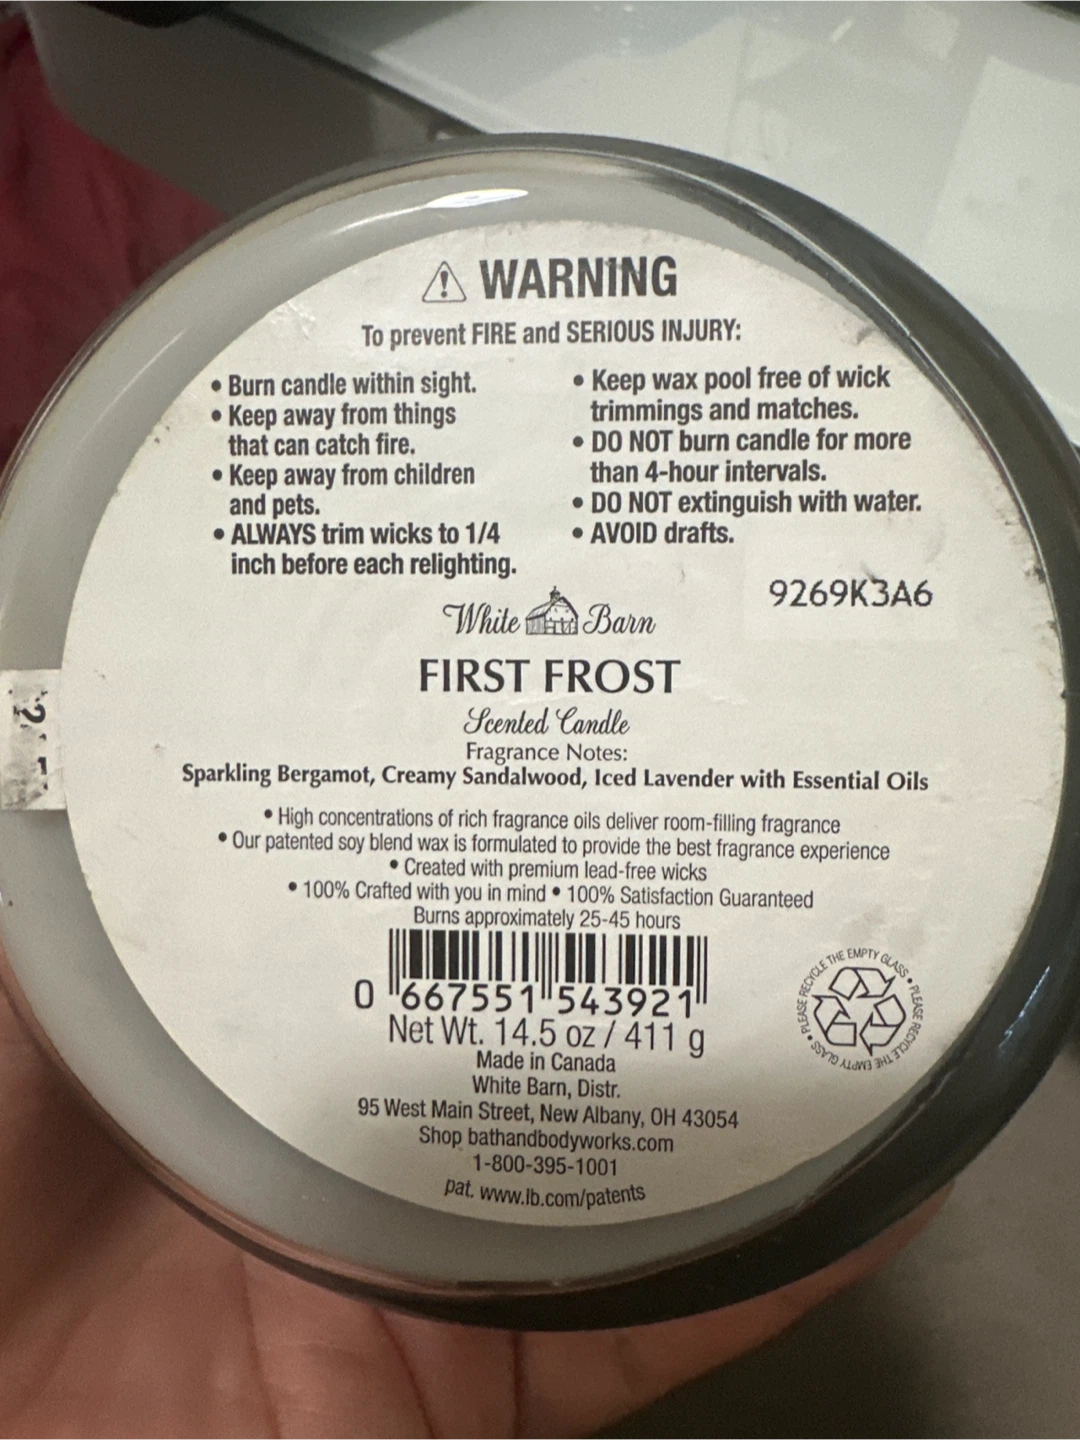 WARNING
To prevent FIRE and SERIOUS INJURY:
• Burn candle within sight.
• Keep away from things
that can catch fire.
• Keep away from children
and pets.
• ALWAYS trim wicks to 1/4
inch before each relighting.
• Keep wax pool free of wick
trimmings and matches.
• DO NOT burn candle for more
than 4-hour intervals.
• DO NOT extinguish with water.
• AVOID drafts.
9269K3A6
White Barn
FIRST FROST
Scented Candle
Fragrance Notes:
Sparkling Bergamot, Creamy Sandalwood, Iced Lavender with Essential Oils
• High concentrations of rich fragrance oils deliver room-filling fragrance
• Our patented soy blend wax is formulated to provide the best fragrance experience
• Created with premium lead-free wicks
• 100% Crafted with you in mind • 100% Satisfaction Guaranteed
Burns approximately 25-45 hours
0 667551 543921
Net Wt. 14.5 oz / 411 g
Made in Canada
White Barn, Distr.
95 West Main Street, New Albany, OH 43054
Shop bathandbodyworks.com
1-800-395-1001
pat. www.lb.com/patents
PLEASE RECYCLE THE EMPTY GLASS • PLEASE RECYCLE THE EMPTY GLASS •